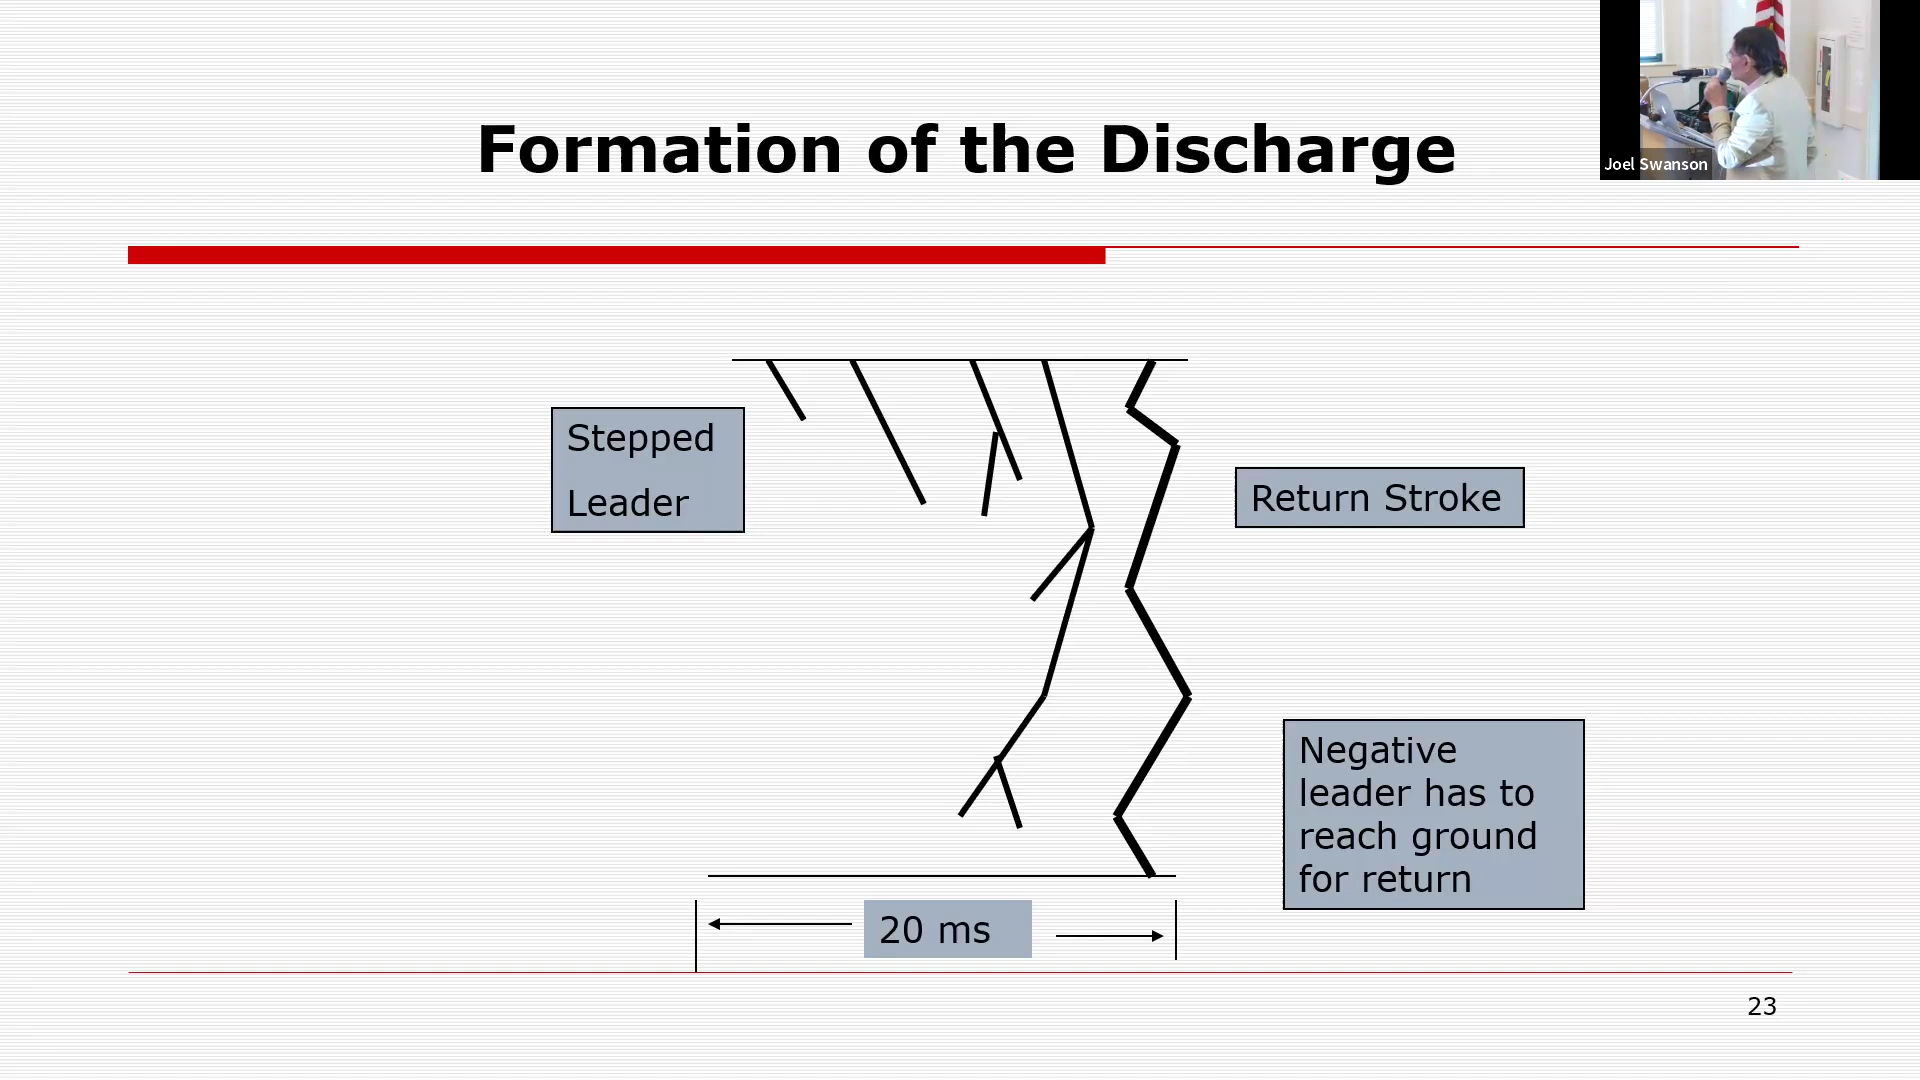 Formation of the Discharge
Joel Swanson
Stepped
Leader
Return Stroke
Negative
leader has to
reach ground
for return
20 ms
23